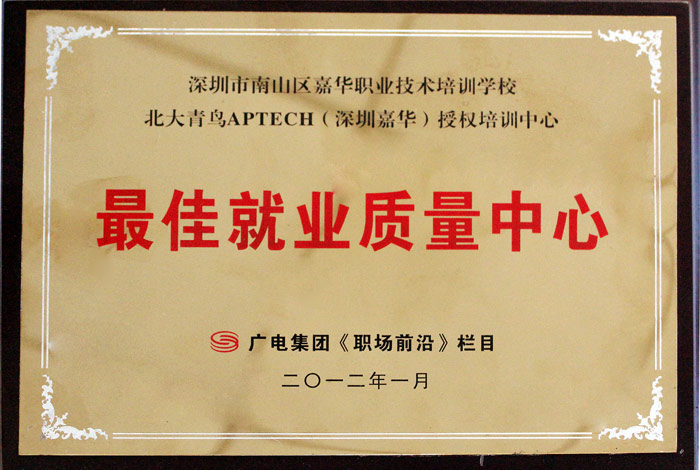 深圳市南山区嘉华职业技术培训学校
北大青鸟APTECH（深圳嘉华）授权培训中心
最佳就业质量中心
广电集团《职场前沿》栏目
二〇一二年一月